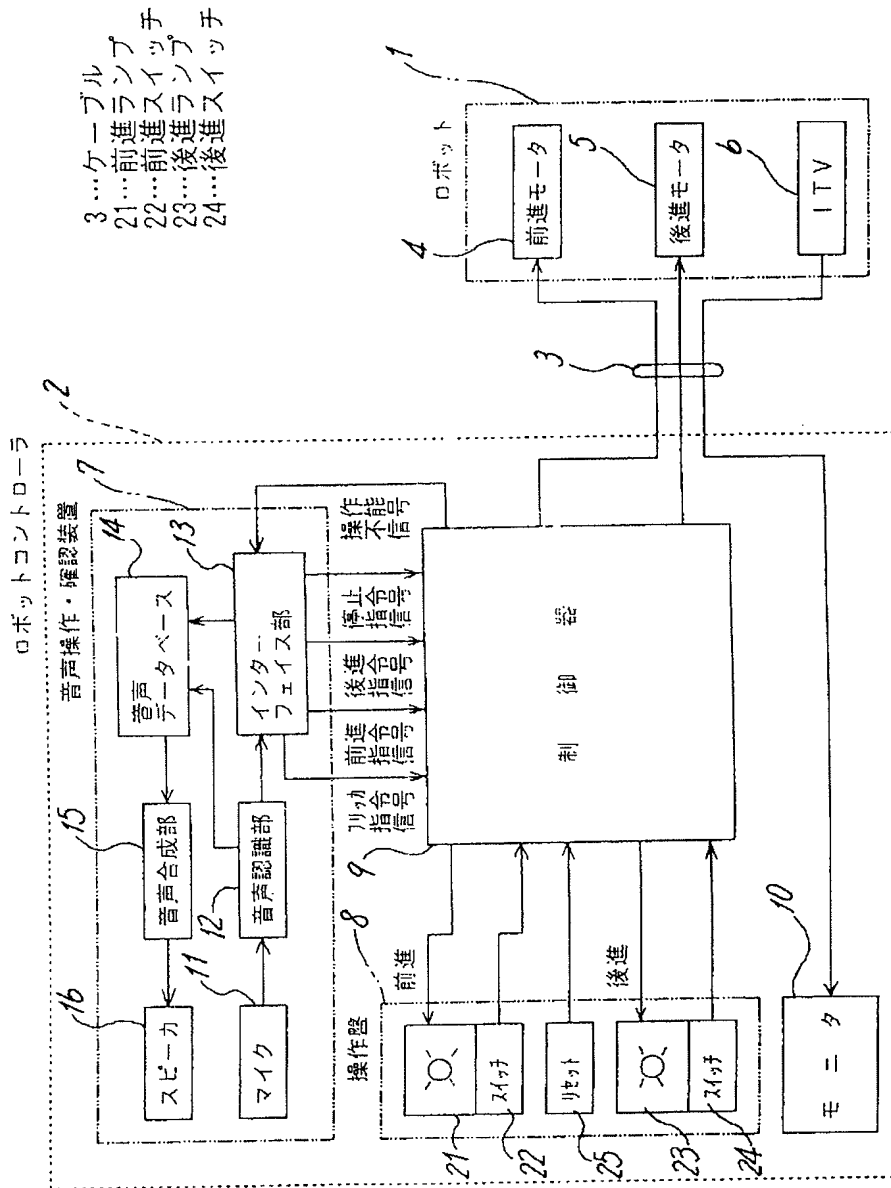 ロボットコントローラ
2
音声操作・確認装置
7
16
スピーカ
15
音声合成部
14
音声
データベース
11
マイク
12
音声認識部
13
インター
フェイス部
フリッカ
指令
信号
前進
指令
信号
後進
指令
信号
停止
指令
信号
操作
不能
信号
操作盤
8
前進
21
スイッチ
22
リセット
25
後進
23
スイッチ
24
9
制御器
モニタ
10
3
ロボット
1
4
前進モータ
5
後進モータ
6
ITV
3…ケーブル
21…前進ランプ
22…前進スイッチ
23…後進ランプ
24…後進スイッチ